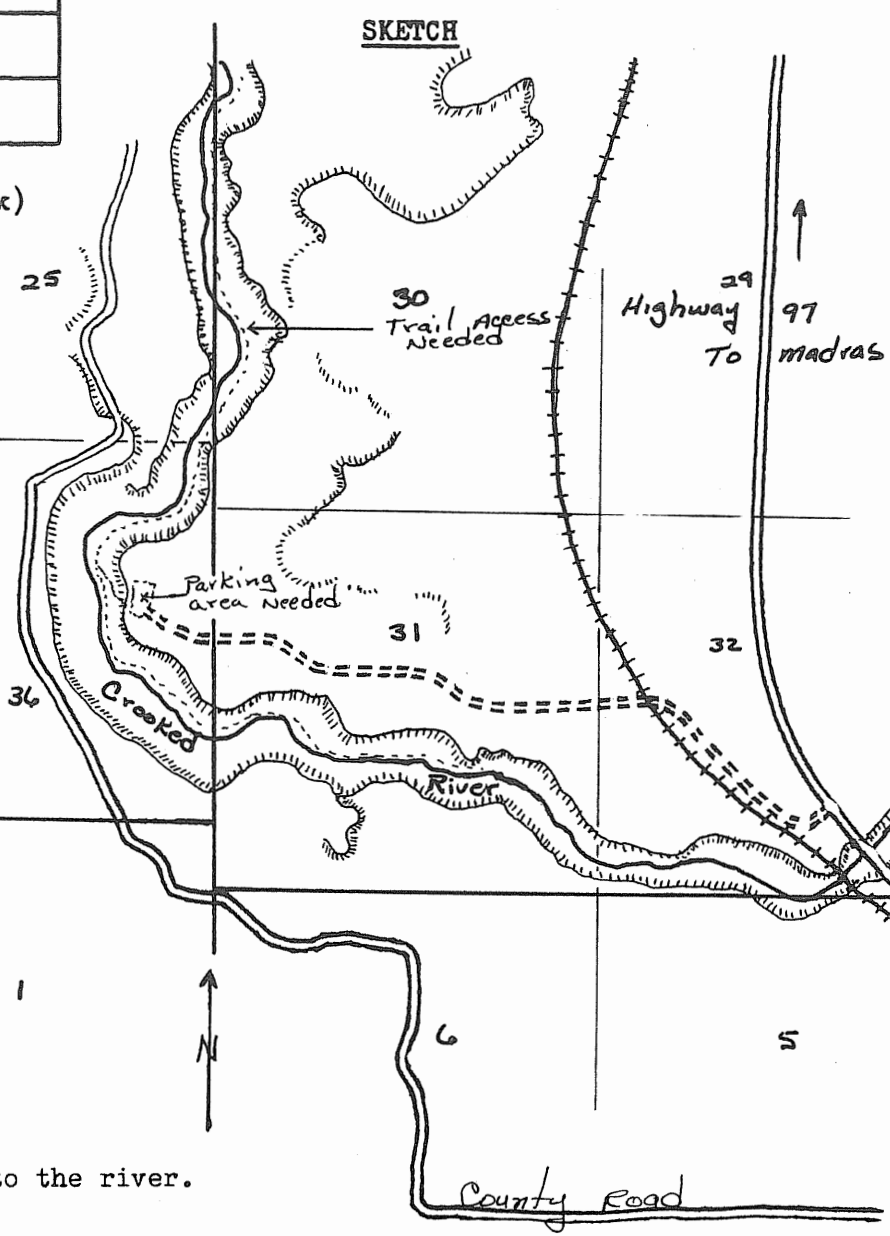 SKETCH
25
30
Trail Access
Needed
29
Highway 97
To madras
Parking
area Needed
31
32
36
Crooked
River
1
N
6
5
to the river.
County Road